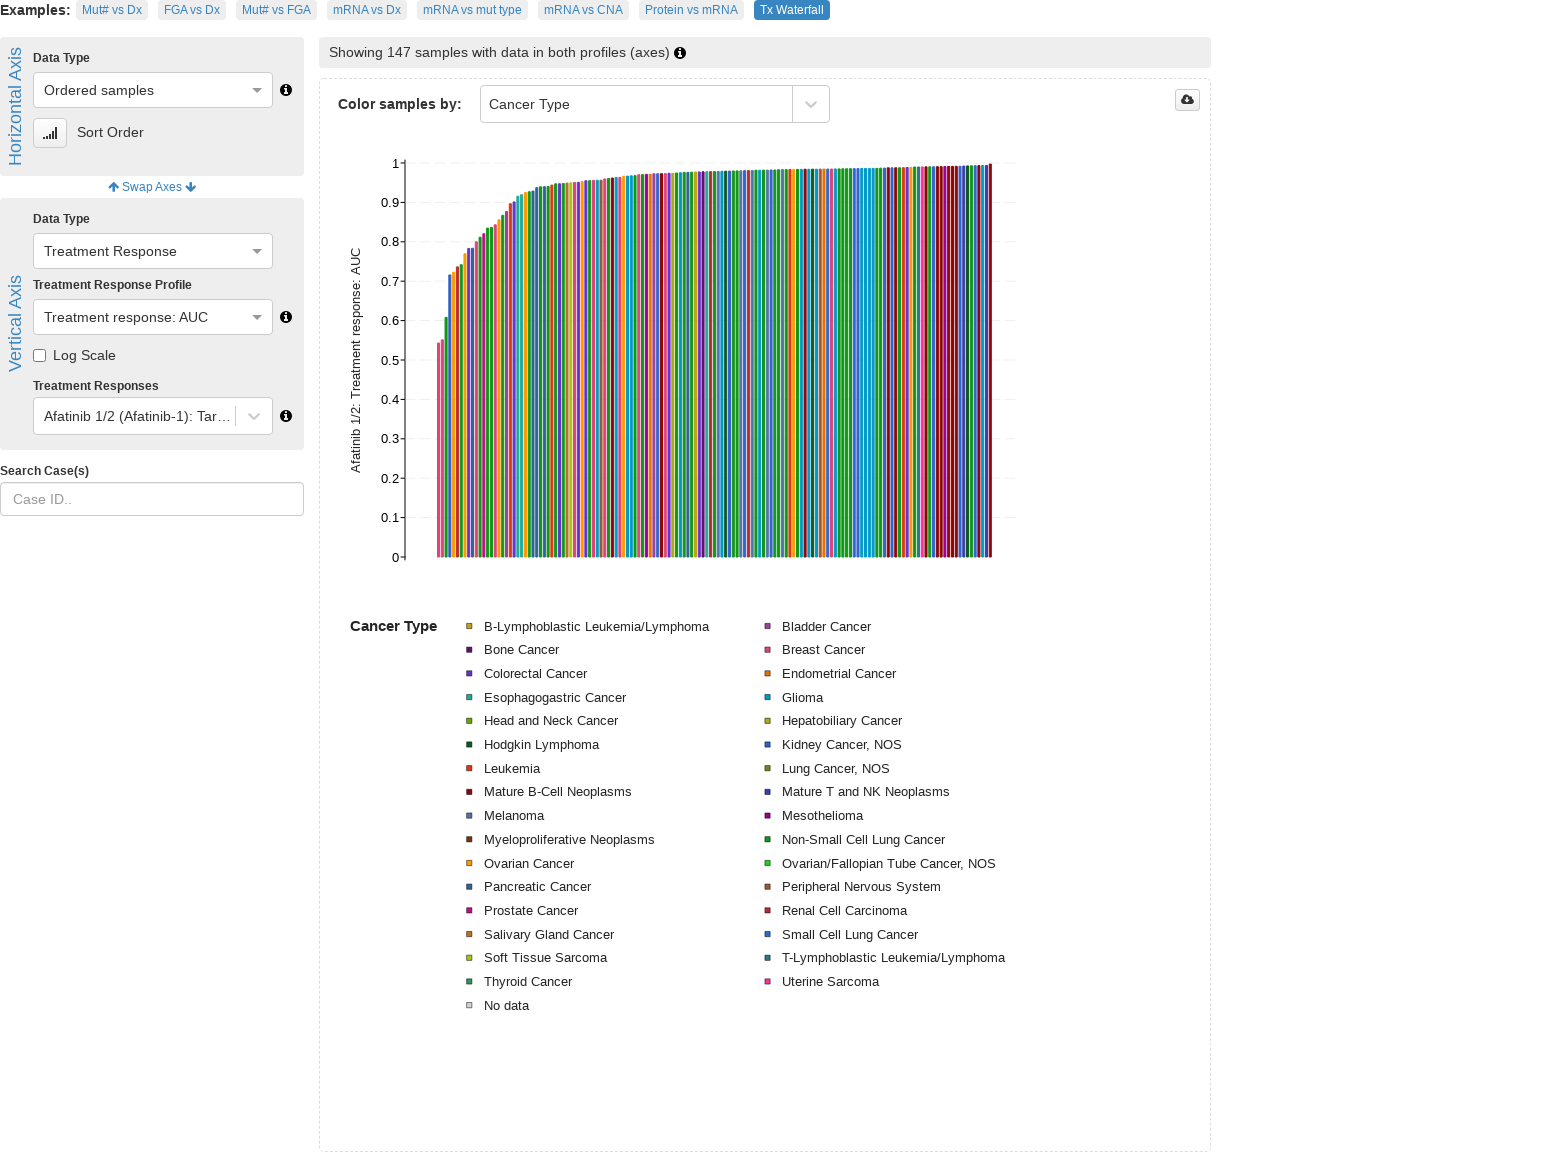 Examples: Mut# vs Dx FGA vs Dx Mut# vs FGA mRNA vs Dx mRNA vs mut type mRNA vs CNA Protein vs mRNA Tx Waterfall
Horizontal Axis
Data Type
Ordered samples
Sort Order
Swap Axes
Vertical Axis
Data Type
Treatment Response
Treatment Response Profile
Treatment response: AUC
Log Scale
Treatment Responses
Afatinib 1/2 (Afatinib-1): Tar…
Search Case(s)
Case ID..
Showing 147 samples with data in both profiles (axes)
Color samples by: Cancer Type
Afatinib 1/2: Treatment response: AUC
1
0.9
0.8
0.7
0.6
0.5
0.4
0.3
0.2
0.1
0
Cancer Type
B-Lymphoblastic Leukemia/Lymphoma Bladder Cancer
Bone Cancer Breast Cancer
Colorectal Cancer Endometrial Cancer
Esophagogastric Cancer Glioma
Head and Neck Cancer Hepatobiliary Cancer
Hodgkin Lymphoma Kidney Cancer, NOS
Leukemia Lung Cancer, NOS
Mature B-Cell Neoplasms Mature T and NK Neoplasms
Melanoma Mesothelioma
Myeloproliferative Neoplasms Non-Small Cell Lung Cancer
Ovarian Cancer Ovarian/Fallopian Tube Cancer, NOS
Pancreatic Cancer Peripheral Nervous System
Prostate Cancer Renal Cell Carcinoma
Salivary Gland Cancer Small Cell Lung Cancer
Soft Tissue Sarcoma T-Lymphoblastic Leukemia/Lymphoma
Thyroid Cancer Uterine Sarcoma
No data